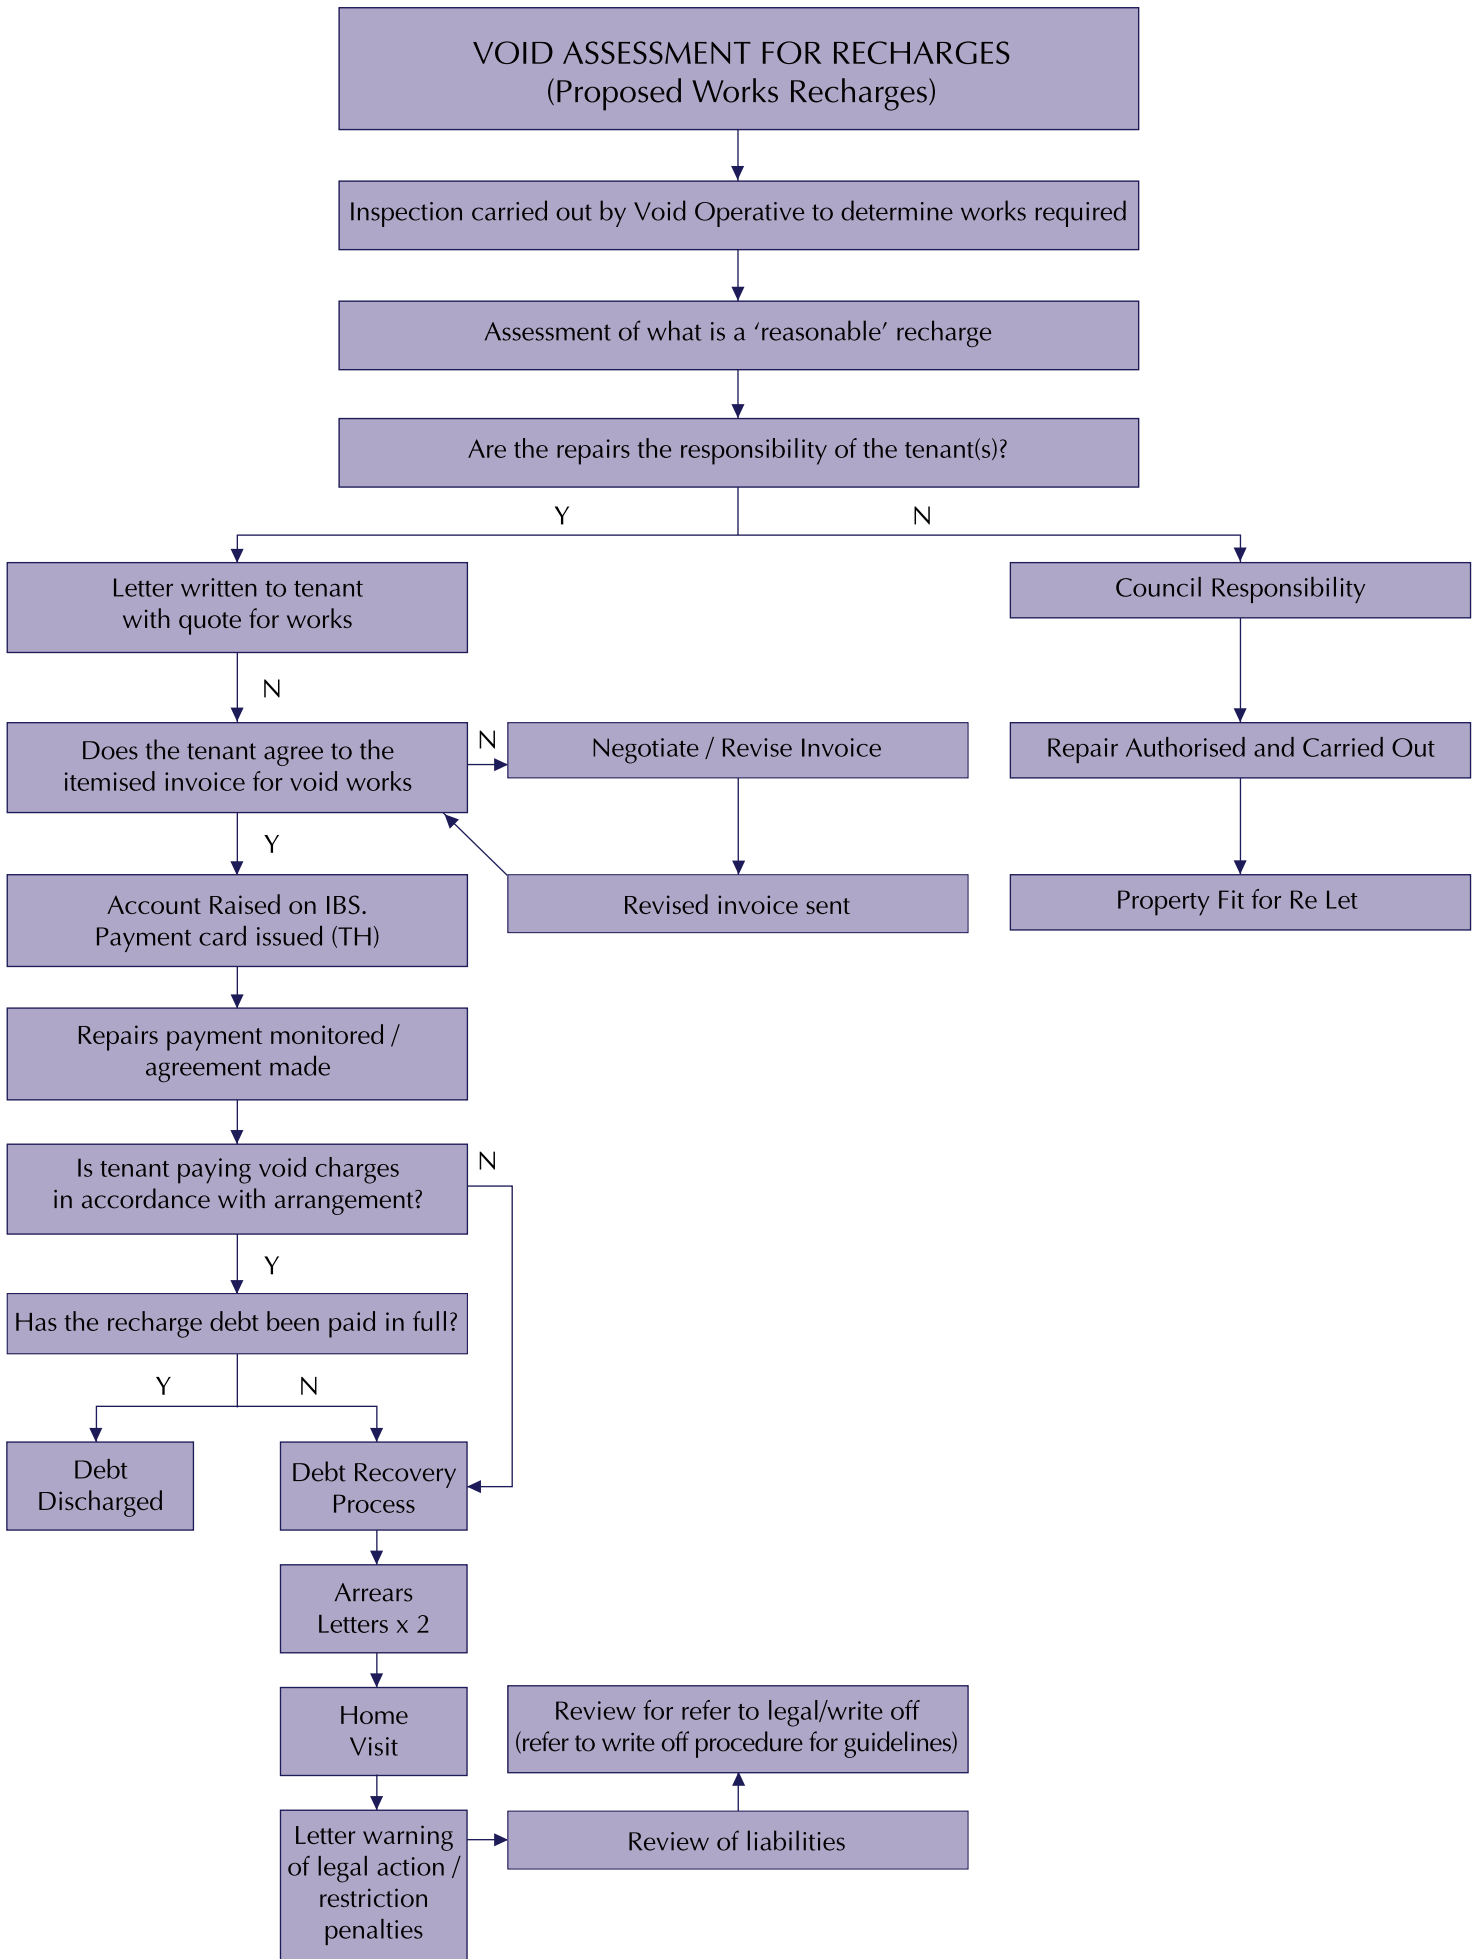 VOID ASSESSMENT FOR RECHARGES
(Proposed Works Recharges)
Inspection carried out by Void Operative to determine works required
Assessment of what is a ‘reasonable’ recharge
Are the repairs the responsibility of the tenant(s)?
Y
N
Letter written to tenant
with quote for works
Council Responsibility
N
Does the tenant agree to the
itemised invoice for void works
N
Negotiate / Revise Invoice
Repair Authorised and Carried Out
Y
Account Raised on IBS.
Payment card issued (TH)
Revised invoice sent
Property Fit for Re Let
Repairs payment monitored /
agreement made
Is tenant paying void charges
in accordance with arrangement?
N
Y
Has the recharge debt been paid in full?
Y
N
Debt
Discharged
Debt Recovery
Process
Arrears
Letters x 2
Home
Visit
Review for refer to legal/write off
(refer to write off procedure for guidelines)
Letter warning
of legal action /
restriction
penalties
Review of liabilities